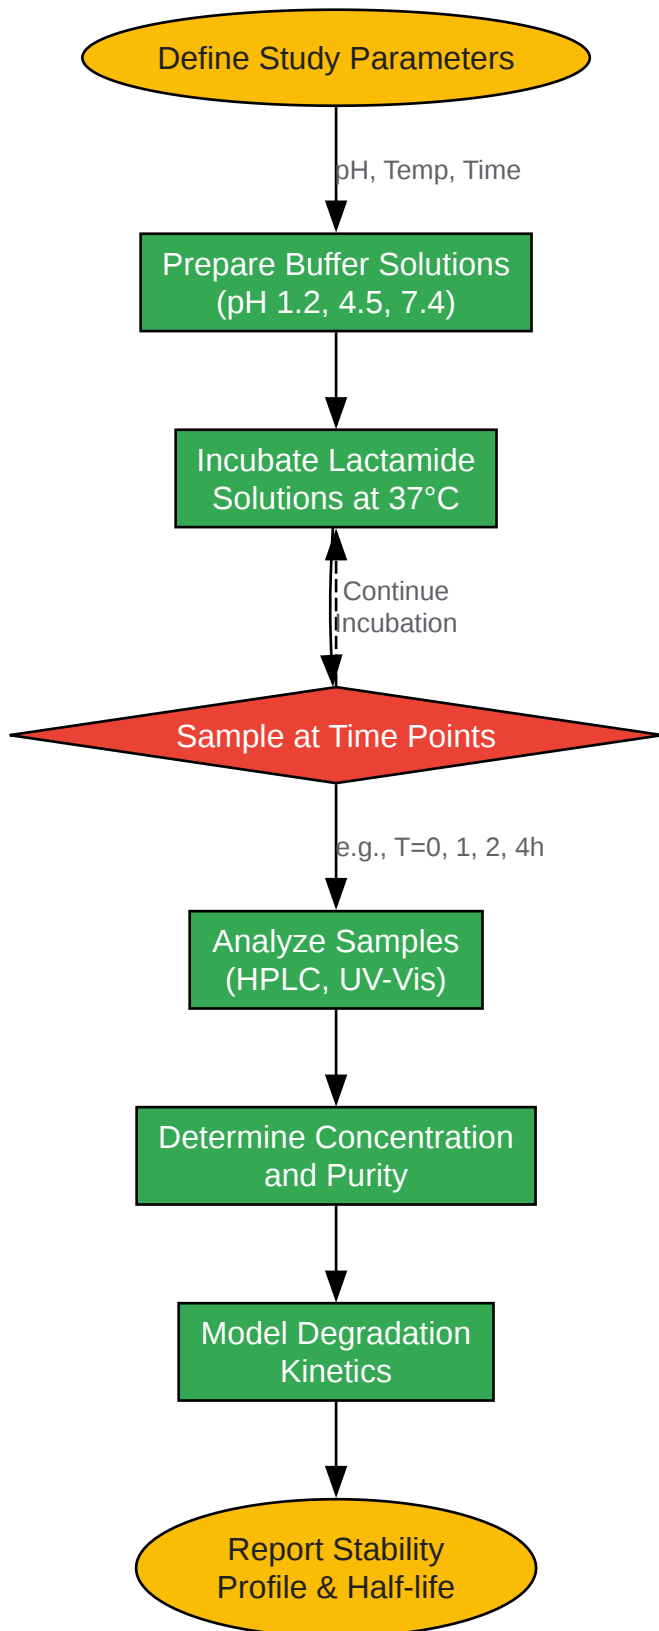 Define Study Parameters
pH, Temp, Time
Prepare Buffer Solutions
(pH 1.2, 4.5, 7.4)
Incubate Lactamide
Solutions at 37°C
Continue
Incubation
Sample at Time Points
e.g., T=0, 1, 2, 4h
Analyze Samples
(HPLC, UV-Vis)
Determine Concentration
and Purity
Model Degradation
Kinetics
Report Stability
Profile & Half-life